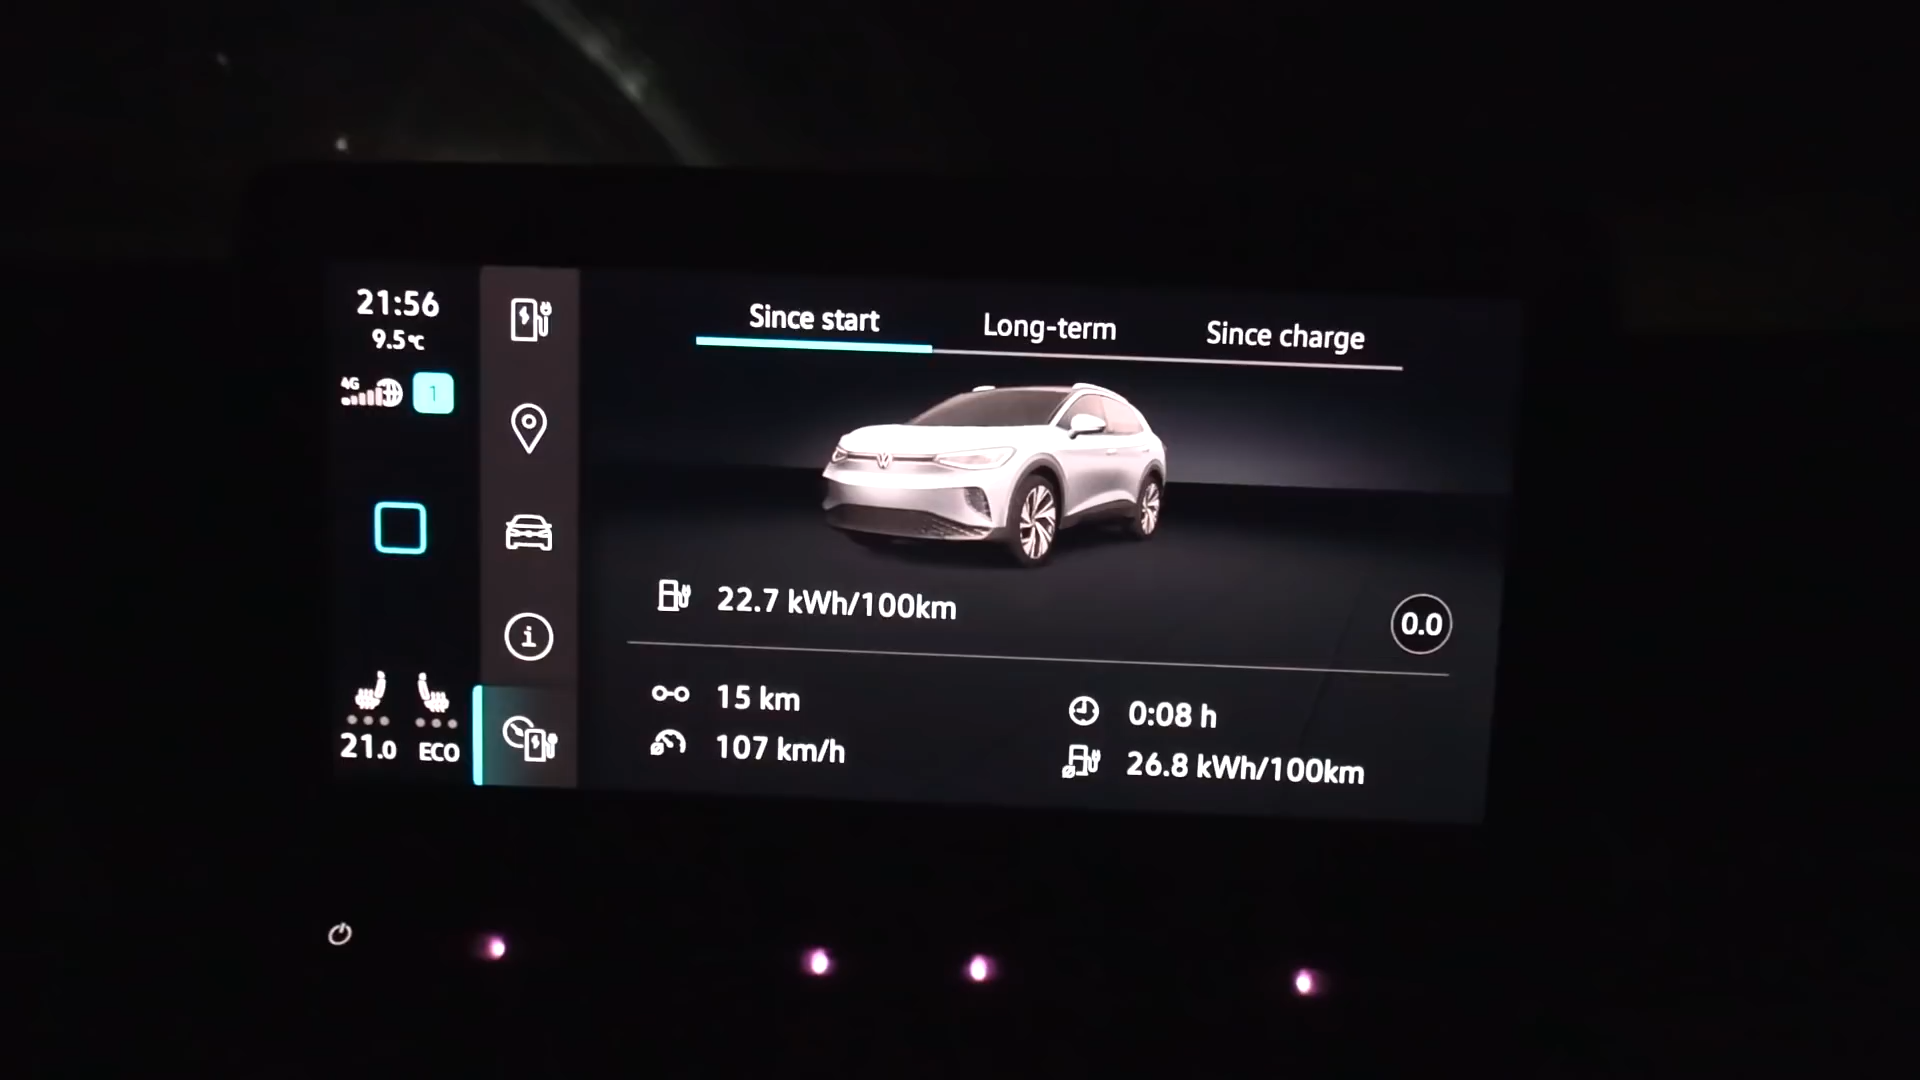 21:56
9.5°C
4G
1
Since start
Long-term
Since charge
22.7 kWh/100km
0.0
15 km
0:08 h
107 km/h
26.8 kWh/100km
21.0
ECO